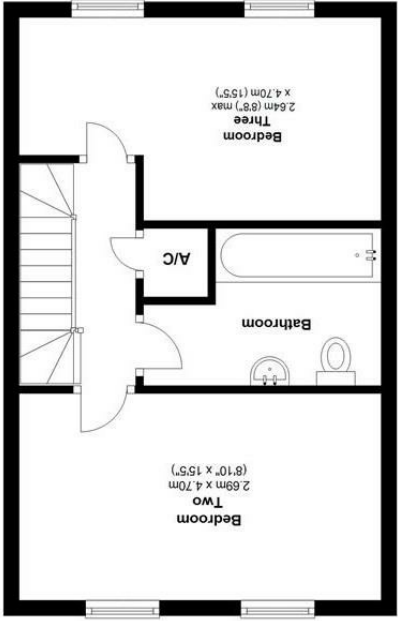 Bedroom
Two
2.69m x 4.70m
(8'10" x 15'5")
Bathroom
A/C
Bedroom
Three
2.64m (8'8") max
x 4.70m (15'5")